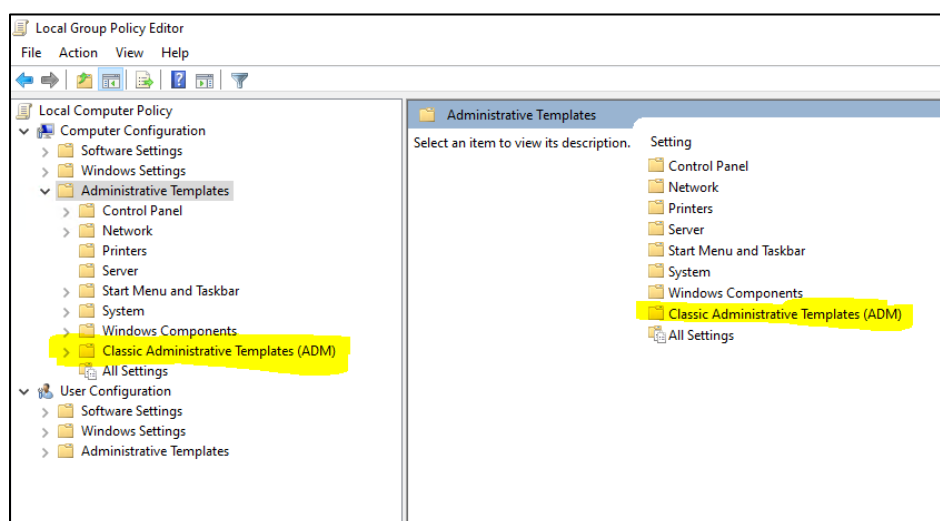 Local Group Policy Editor
File Action View Help
Local Computer Policy
Computer Configuration
Software Settings
Windows Settings
Administrative Templates
Control Panel
Network
Printers
Server
Start Menu and Taskbar
System
Windows Components
Classic Administrative Templates (ADM)
All Settings
User Configuration
Software Settings
Windows Settings
Administrative Templates
Administrative Templates
Select an item to view its description.
Setting
Control Panel
Network
Printers
Server
Start Menu and Taskbar
System
Windows Components
Classic Administrative Templates (ADM)
All Settings